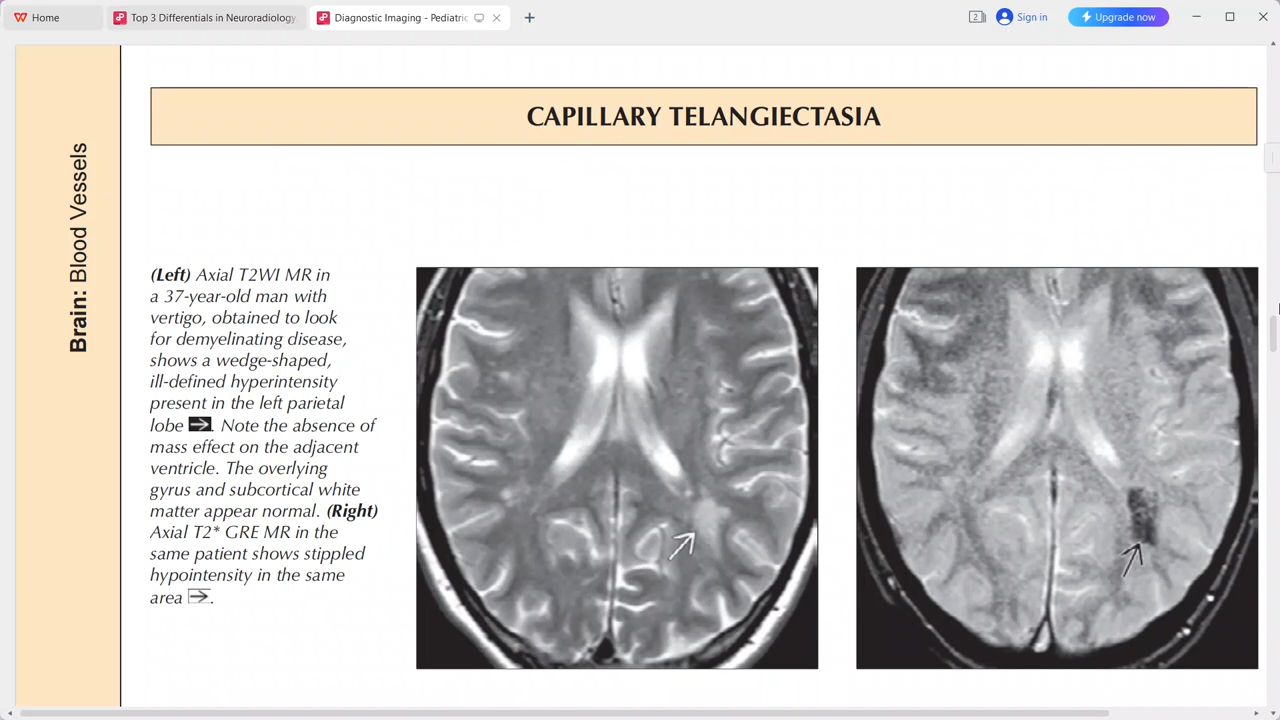 Home
Top 3 Differentials in Neuroradiology.
Diagnostic Imaging - Pediatric
2
Sign in
Upgrade now
CAPILLARY TELANGIECTASIA
Brain: Blood Vessels
(Left) Axial T2WI MR in
a 37-year-old man with
vertigo, obtained to look
for demyelinating disease,
shows a wedge-shaped,
ill-defined hyperintensity
present in the left parietal
lobe. Note the absence of
mass effect on the adjacent
ventricle. The overlying
gyrus and subcortical white
matter appear normal. (Right)
Axial T2* GRE MR in the
same patient shows stippled
hypointensity in the same
area.